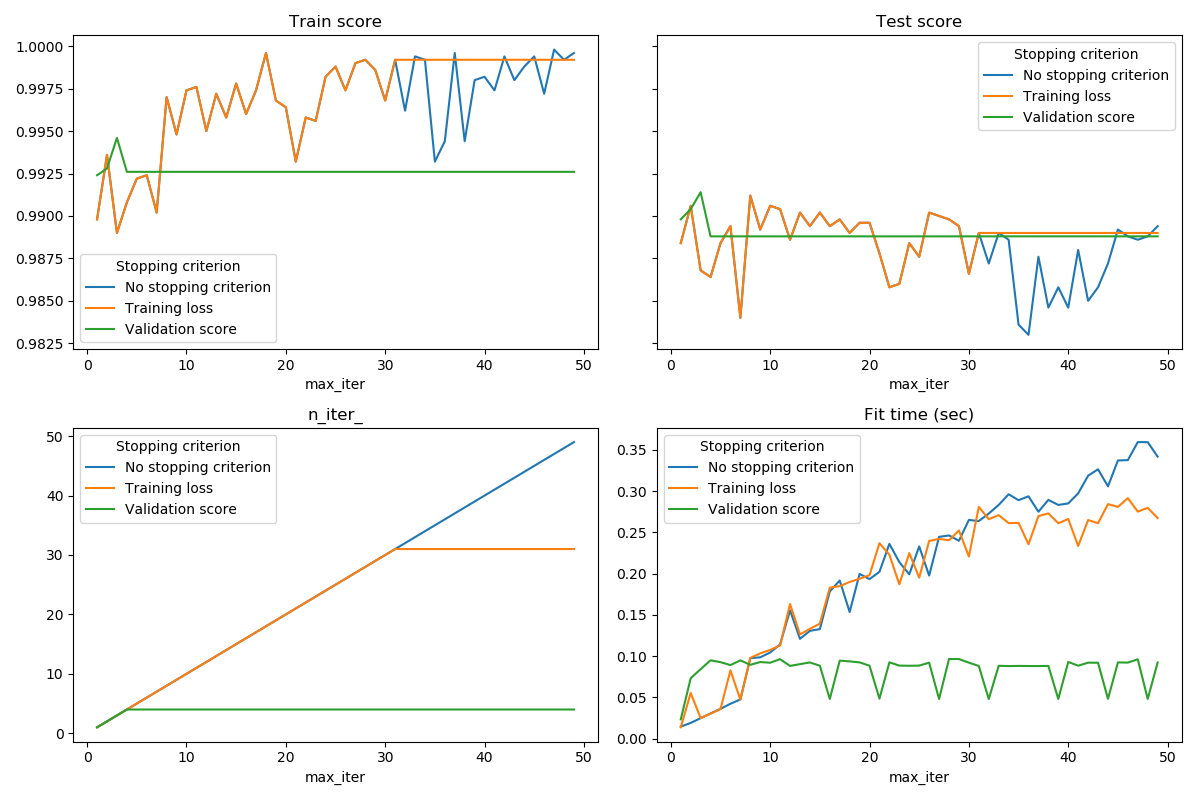 Train score
1.0000
0.9975
0.9950
0.9925
0.9900
0.9875
0.9850
0.9825
Stopping criterion
No stopping criterion
Training loss
Validation score
0 10 20 30 40 50
max_iter
Test score
Stopping criterion
No stopping criterion
Training loss
Validation score
0 10 20 30 40 50
max_iter
n_iter_
50
40
30
20
10
0
Stopping criterion
No stopping criterion
Training loss
Validation score
0 10 20 30 40 50
max_iter
Fit time (sec)
0.35
0.30
0.25
0.20
0.15
0.10
0.05
0.00
Stopping criterion
No stopping criterion
Training loss
Validation score
0 10 20 30 40 50
max_iter